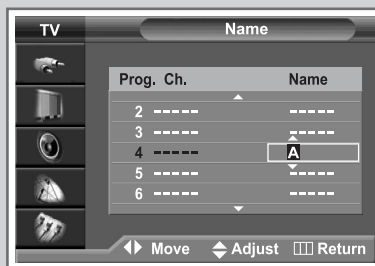 TV Name
Prog. Ch. Name
2 ----- -----
3 ----- -----
4 ----- A
5 ----- -----
6 ----- -----
Move Adjust Return